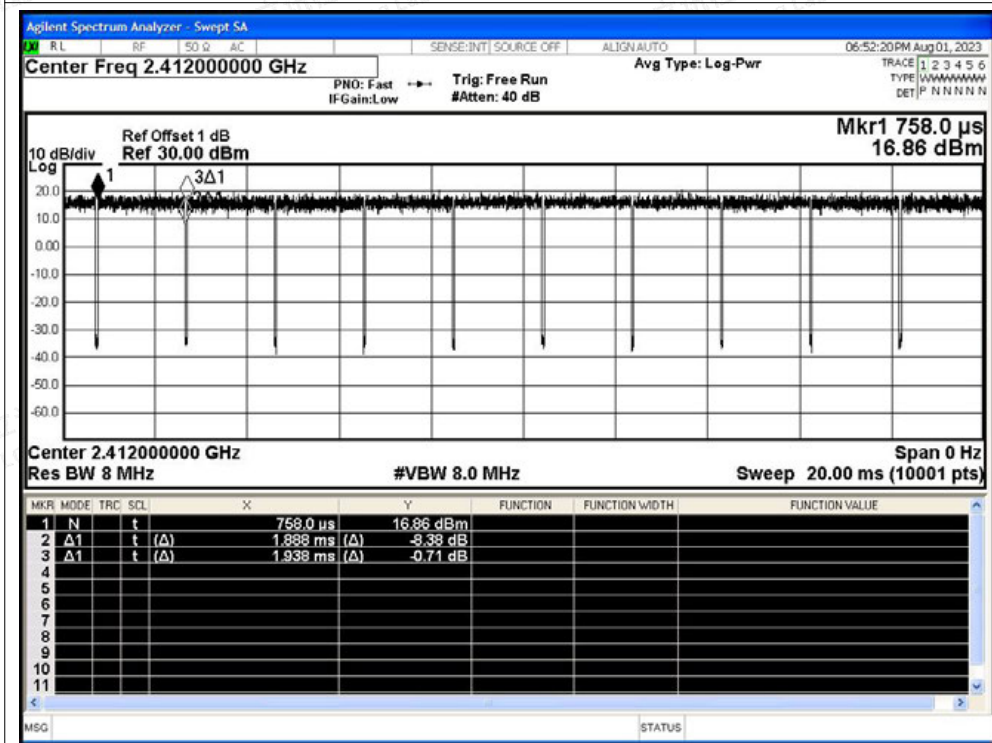 Agilent Spectrum Analyzer - Swept SA
RL RF 50 Ω AC SENSE:INT SOURCE OFF ALIGN AUTO 06:52:20 PM Aug 01, 2023
Center Freq 2.412000000 GHz Avg Type: Log-Pwr TRACE 1 2 3 4 5 6
PNO: Fast Trig: Free Run TYPE WWWWWW
IFGain:Low #Atten: 40 dB DET P N N N N N
Mkr1 758.0 µs
Ref Offset 1 dB
10 dB/div Ref 30.00 dBm 16.86 dBm
Log
1 3Δ1
20.0
10.0
0.00
-10.0
-20.0
-30.0
-40.0
-50.0
-60.0
Center 2.412000000 GHz Span 0 Hz
Res BW 8 MHz #VBW 8.0 MHz Sweep 20.00 ms (10001 pts)
MKR MODE TRC SCL X Y FUNCTION FUNCTION WIDTH FUNCTION VALUE
1 N t 758.0 µs 16.86 dBm
2 Δ1 t (Δ) 1.888 ms (Δ) -8.38 dB
3 Δ1 t (Δ) 1.938 ms (Δ) -0.71 dB
4
5
6
7
8
9
10
11
MSG STATUS